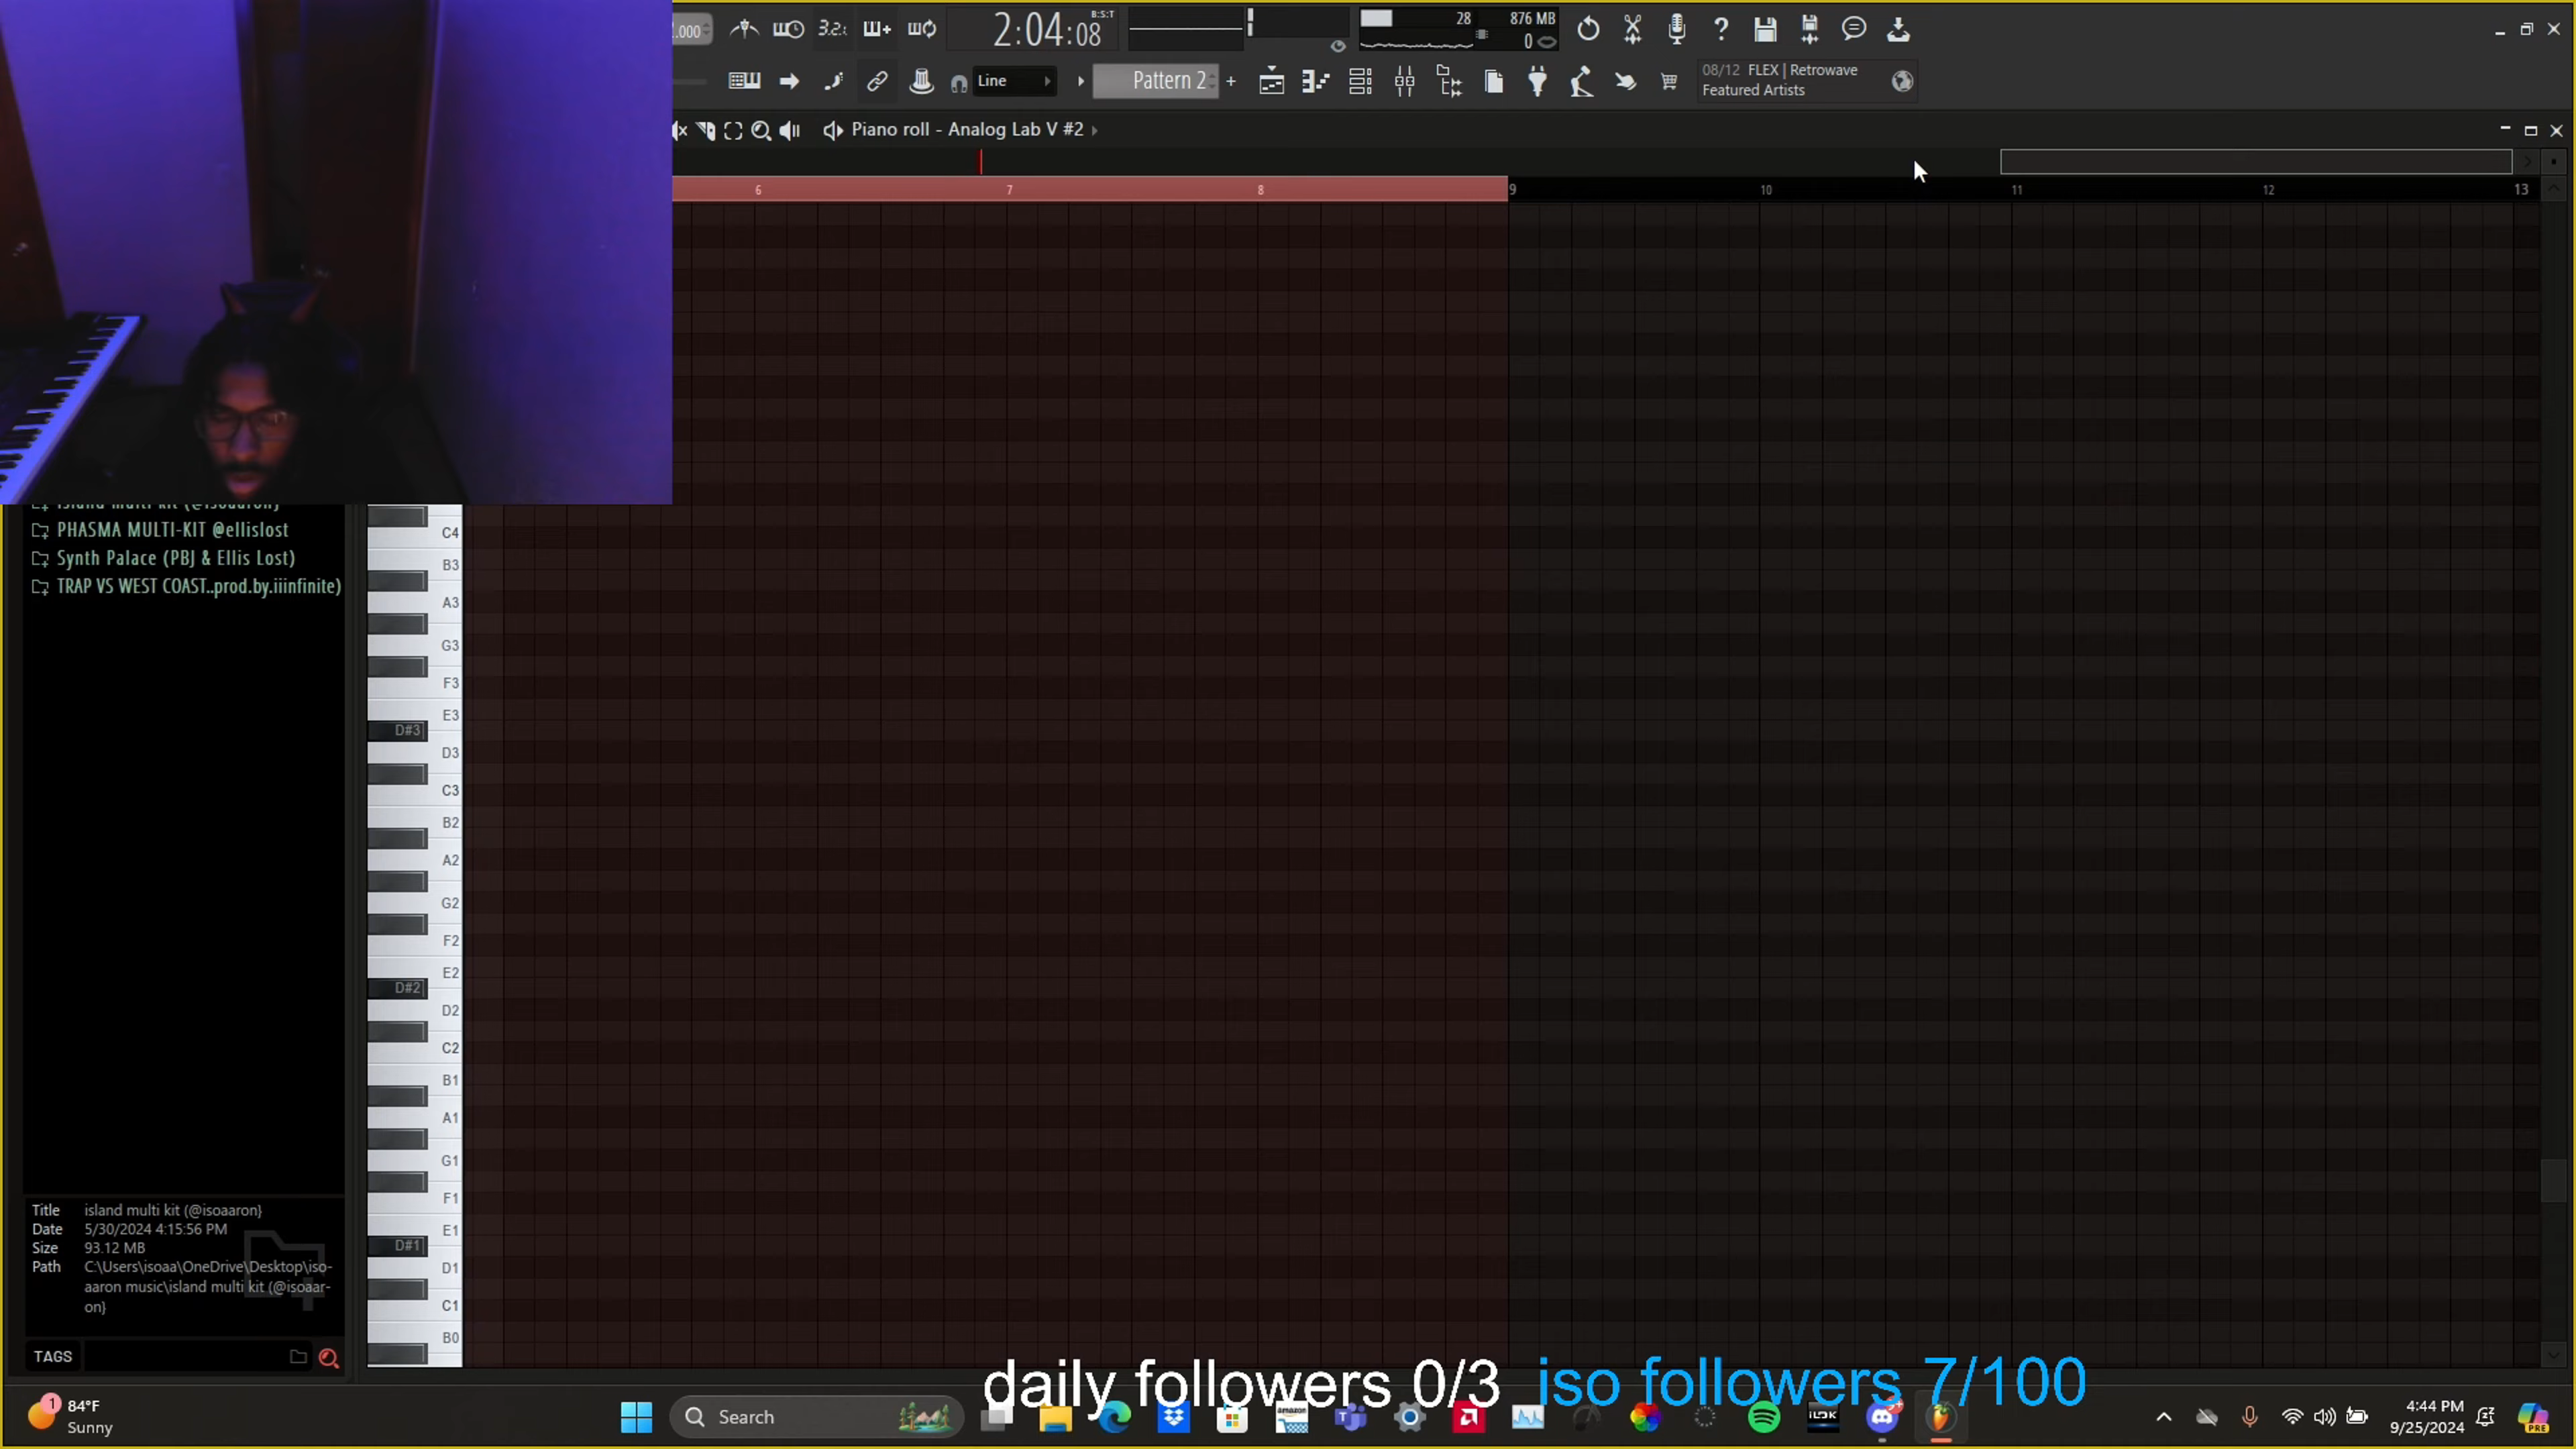 .000
2:04:08
B:S:T
28
876 MB
0
Line
Pattern 2
08/12 FLEX | Retrowave
Featured Artists
Piano roll - Analog Lab V #2
6
7
8
9
10
11
12
13
PHASMA MULTI-KIT @ellislost
Synth Palace (PBJ & Ellis Lost)
TRAP VS WEST COAST..prod.by.iiinfinite)
C4
B3
A3
G3
F3
E3
D#3
D3
C3
B2
A2
G2
F2
E2
D#2
D2
C2
B1
A1
G1
F1
E1
D#1
D1
C1
B0
Title island multi kit (@isoaaron}
Date 5/30/2024 4:15:56 PM
Size 93.12 MB
Path C:\Users\isoaa\OneDrive\Desktop\iso-
aaron music\island multi kit (@isoaar-
on}
TAGS
daily followers 0/3 iso followers 7/100
1
84°F
Sunny
Search
amazon
4:44 PM
9/25/2024
PRE